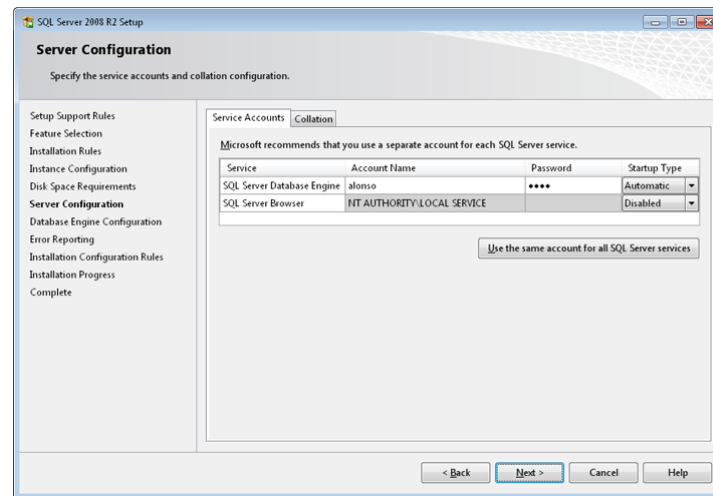 SQL Server 2008 R2 Setup
Server Configuration
Specify the service accounts and collation configuration.
Setup Support Rules
Feature Selection
Installation Rules
Instance Configuration
Disk Space Requirements
Server Configuration
Database Engine Configuration
Error Reporting
Installation Configuration Rules
Installation Progress
Complete
Service Accounts Collation
Microsoft recommends that you use a separate account for each SQL Server service.
Service Account Name Password Startup Type
SQL Server Database Engine alonso •••• Automatic
SQL Server Browser NT AUTHORITY\LOCAL SERVICE Disabled
Use the same account for all SQL Server services
< Back Next > Cancel Help